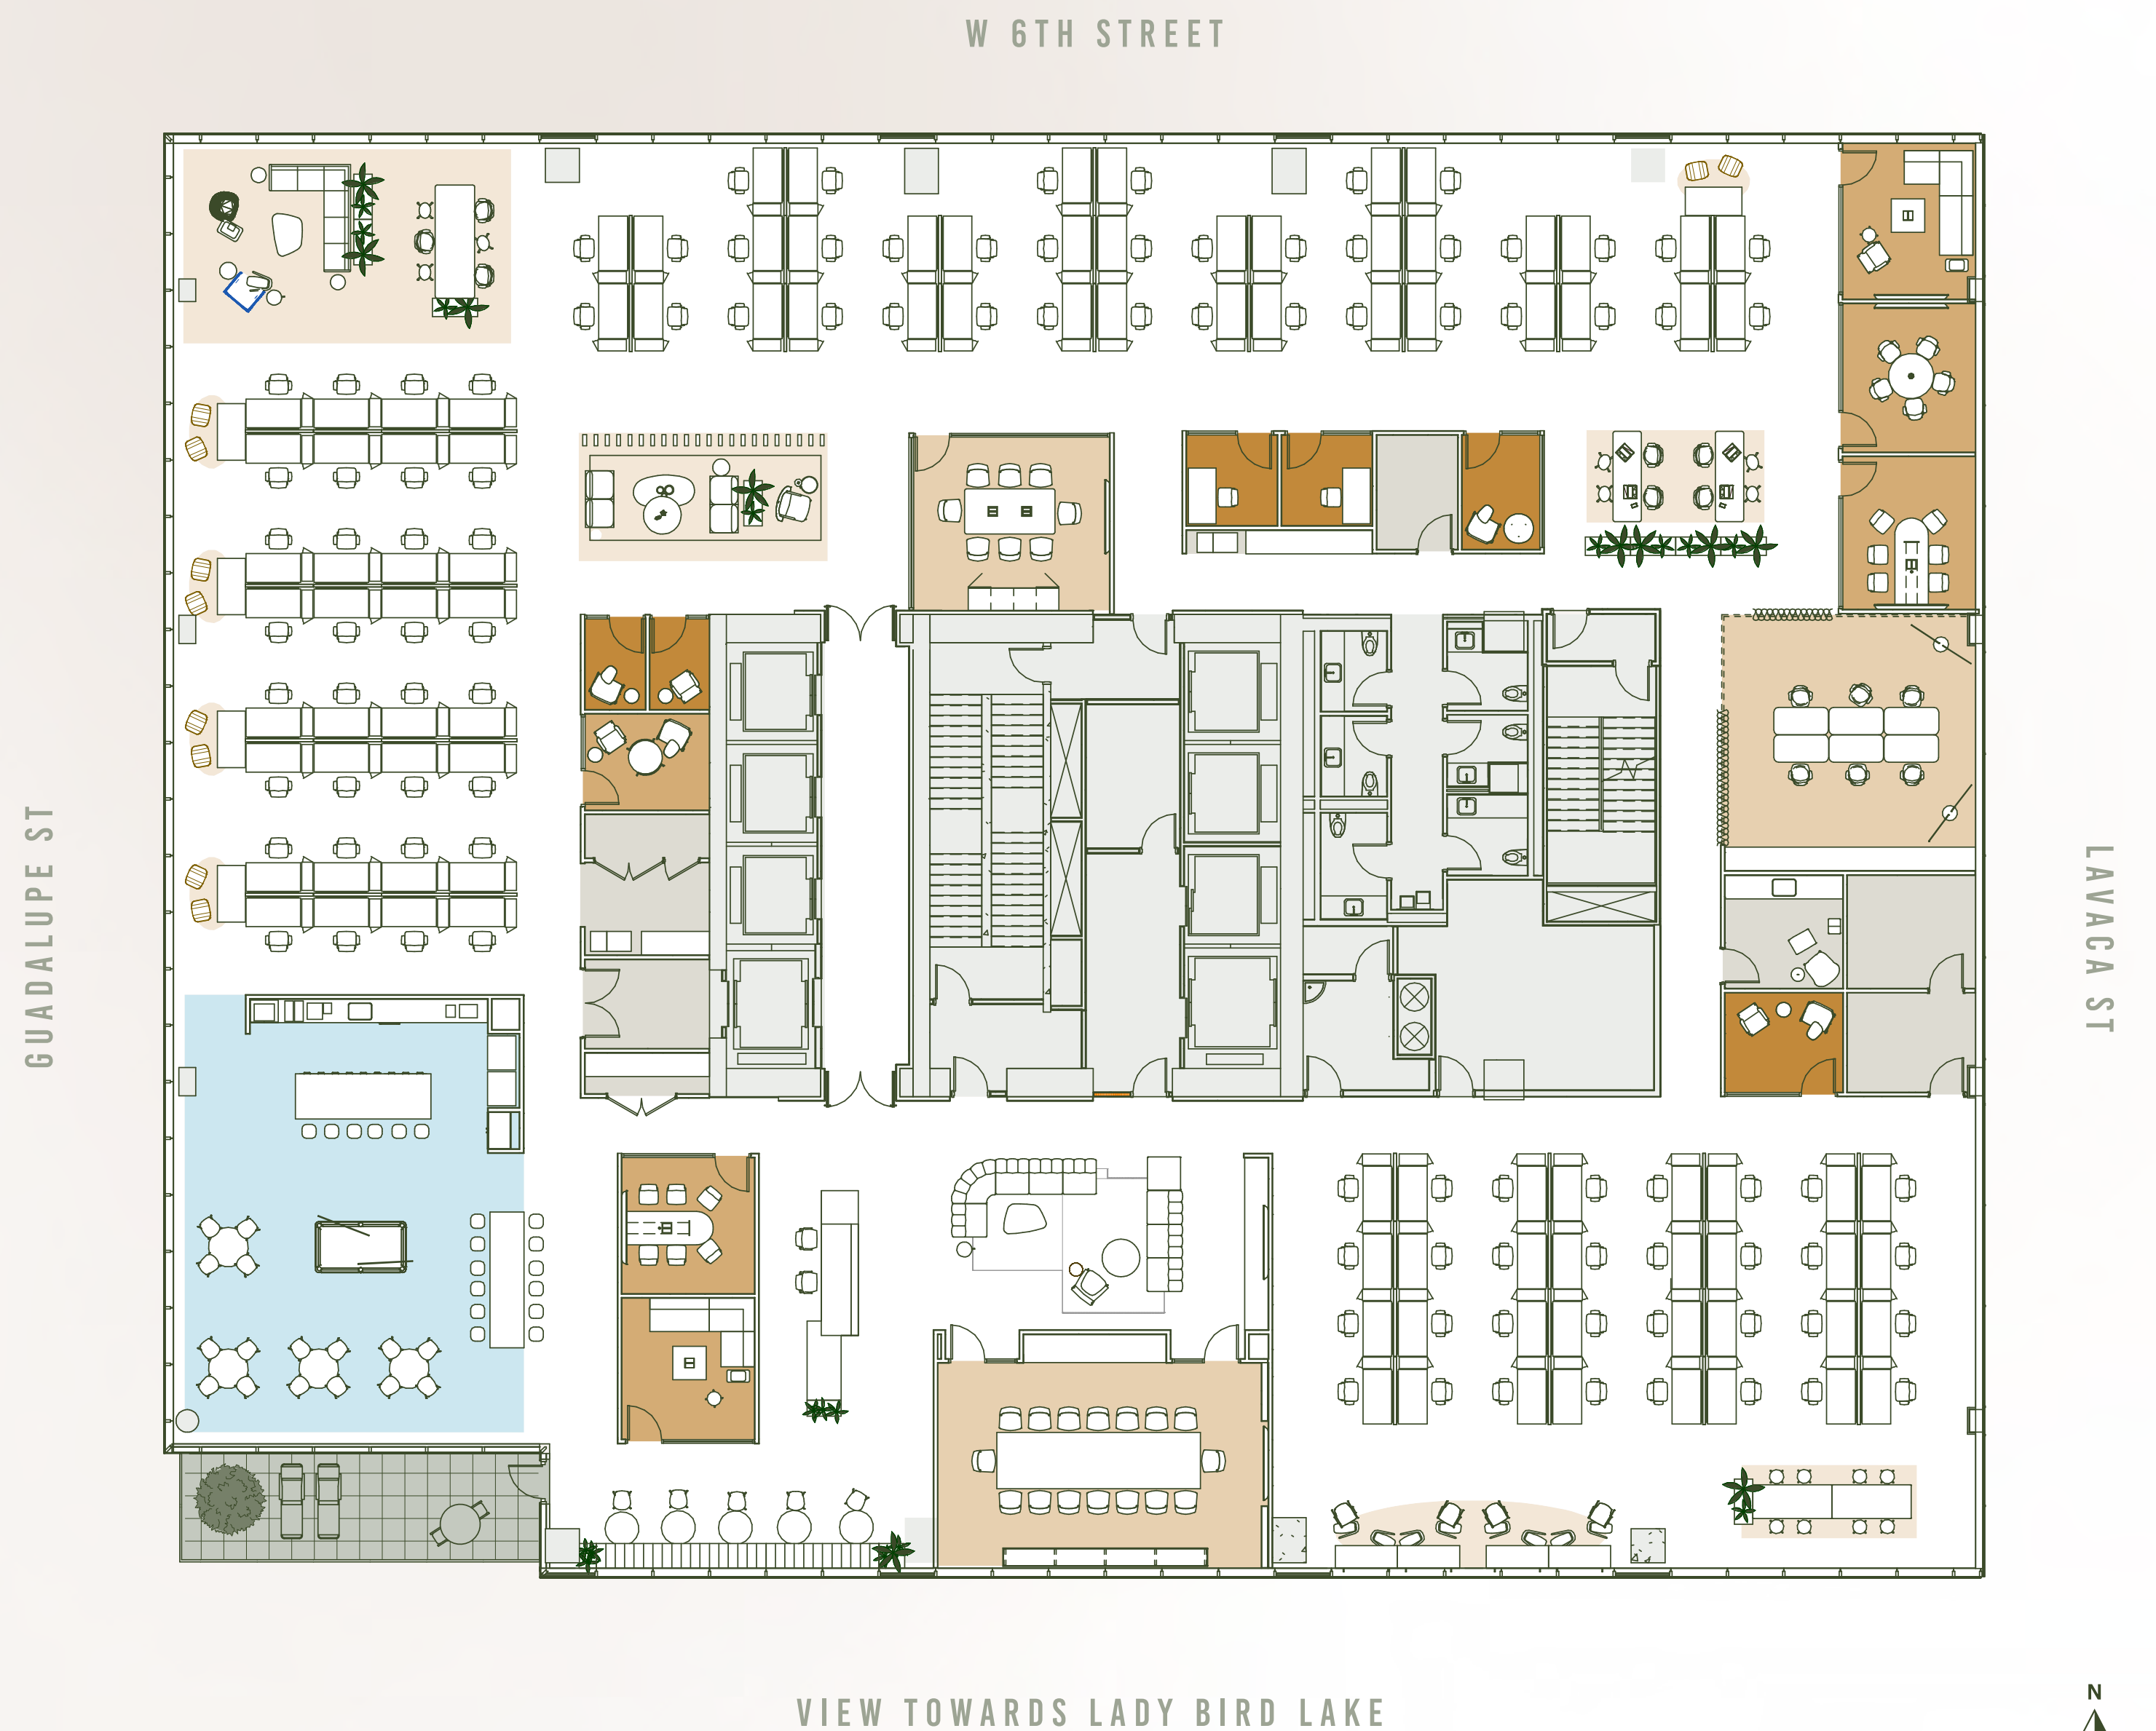 W 6TH STREET
GUADALUPE ST
LAVACA ST
VIEW TOWARDS LADY BIRD LAKE
N